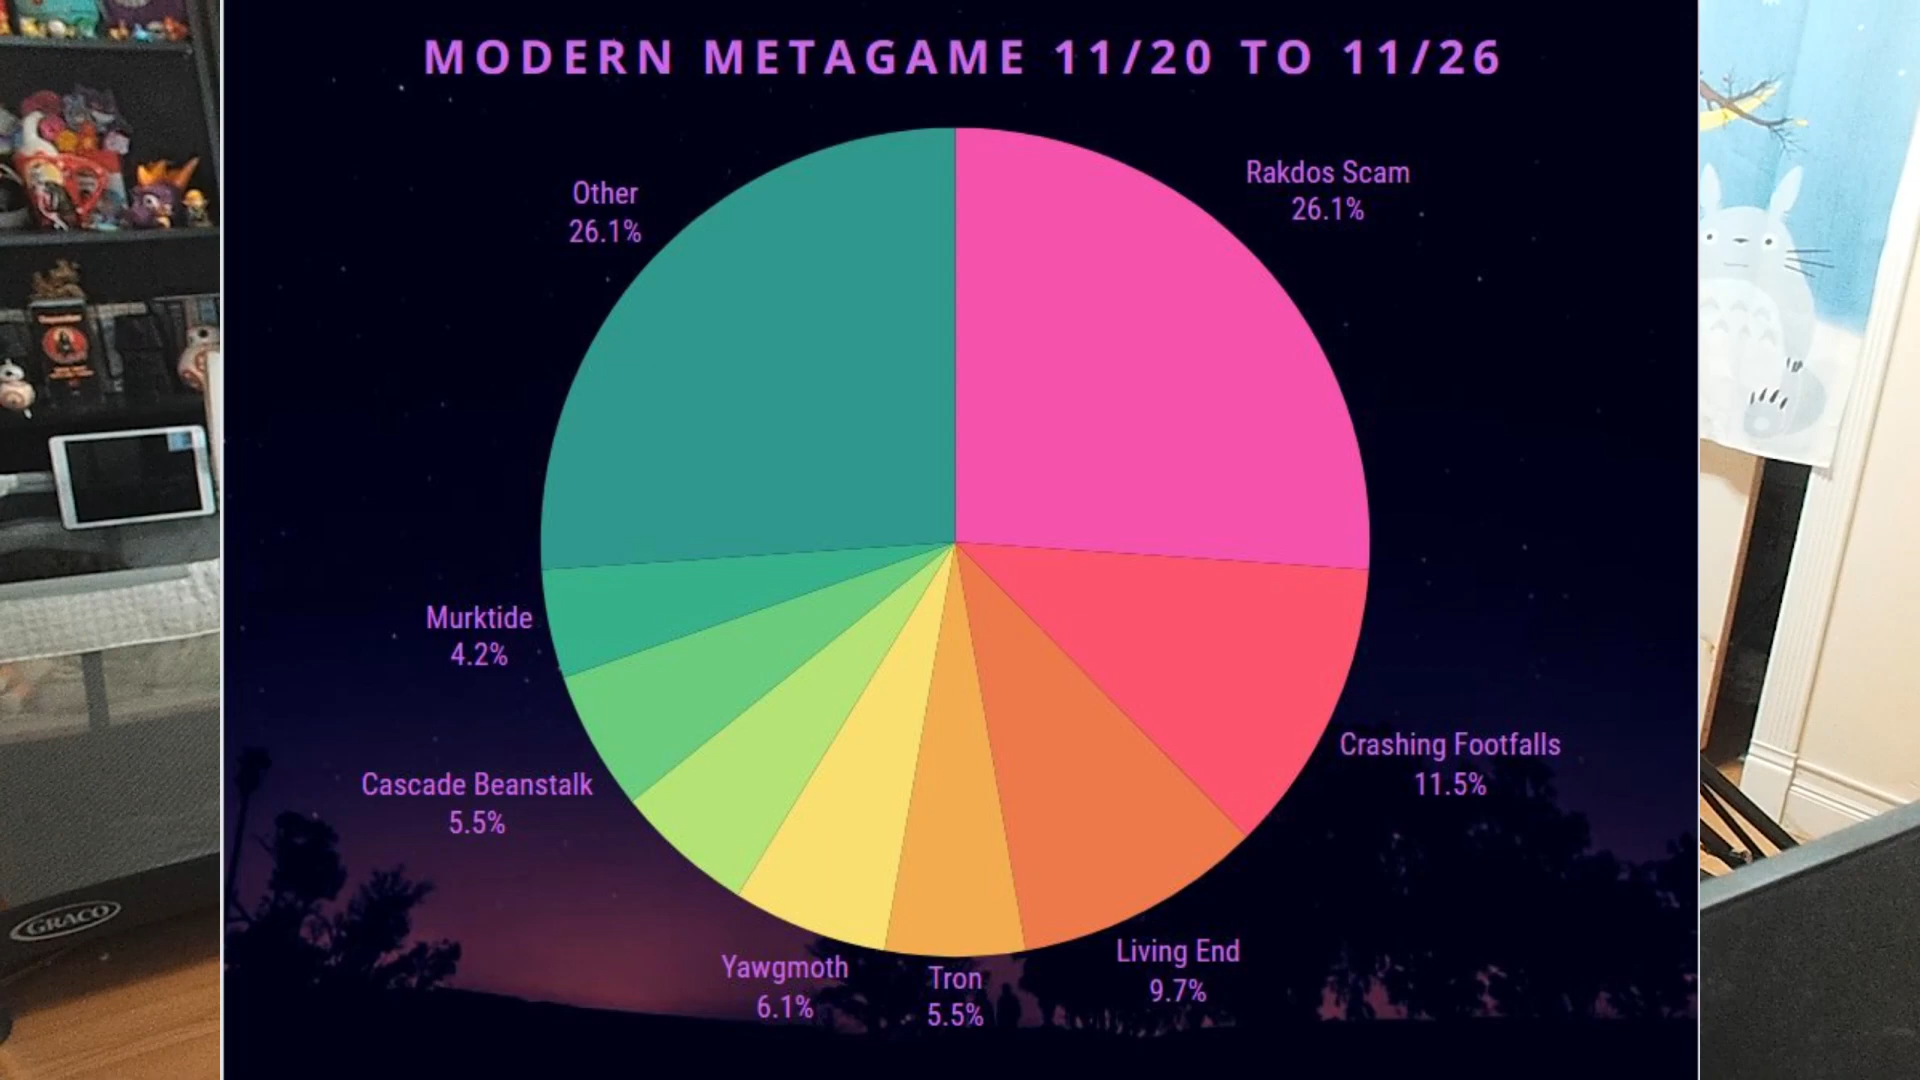 MODERN METAGAME 11/20 TO 11/26
Rakdos Scam
26.1%
Other
26.1%
Murktide
4.2%
Crashing Footfalls
11.5%
Cascade Beanstalk
5.5%
Living End
9.7%
Yawgmoth
6.1%
Tron
5.5%
GRACO